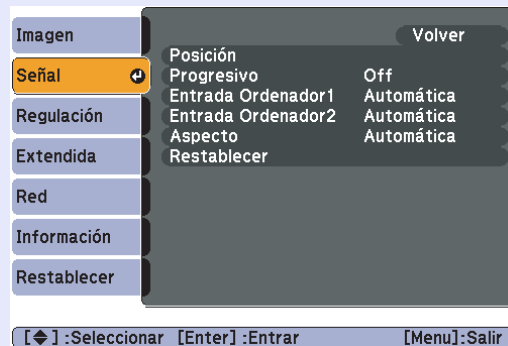 Imagen
Señal
Regulación
Extendida
Red
Información
Restablecer
Volver
Posición
Progresivo Off
Entrada Ordenador1 Automática
Entrada Ordenador2 Automática
Aspecto Automática
Restablecer
[◆] :Seleccionar [Enter] :Entrar [Menu]:Salir